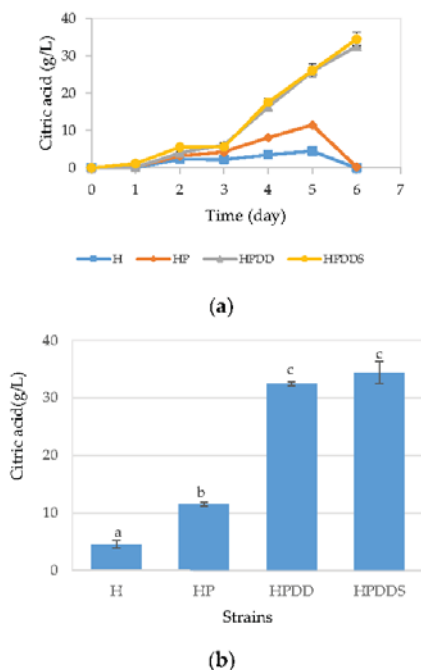 40
30
20
10
0
Citric acid (g/L)
0 1 2 3 4 5 6 7
Time (day)
H HP HPDD HPDDS
(a)
40
30
20
10
0
Citric acid(g/L)
a b c c
H HP HPDD HPDDS
Strains
(b)